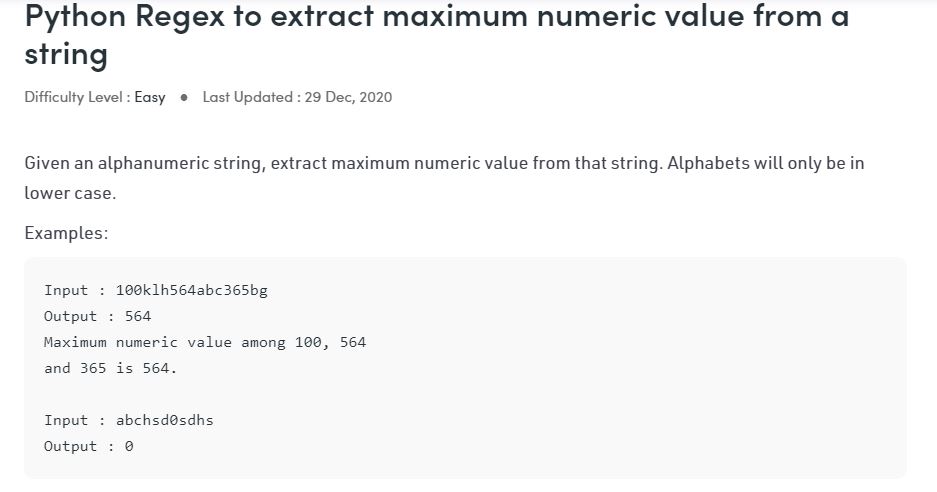 Python Regex to extract maximum numeric value from a
string
Difficulty Level : Easy ● Last Updated : 29 Dec, 2020
Given an alphanumeric string, extract maximum numeric value from that string. Alphabets will only be in
lower case.
Examples:
Input : 100klh564abc365bg
Output : 564
Maximum numeric value among 100, 564
and 365 is 564.
Input : abchsd0sdhs
Output : 0